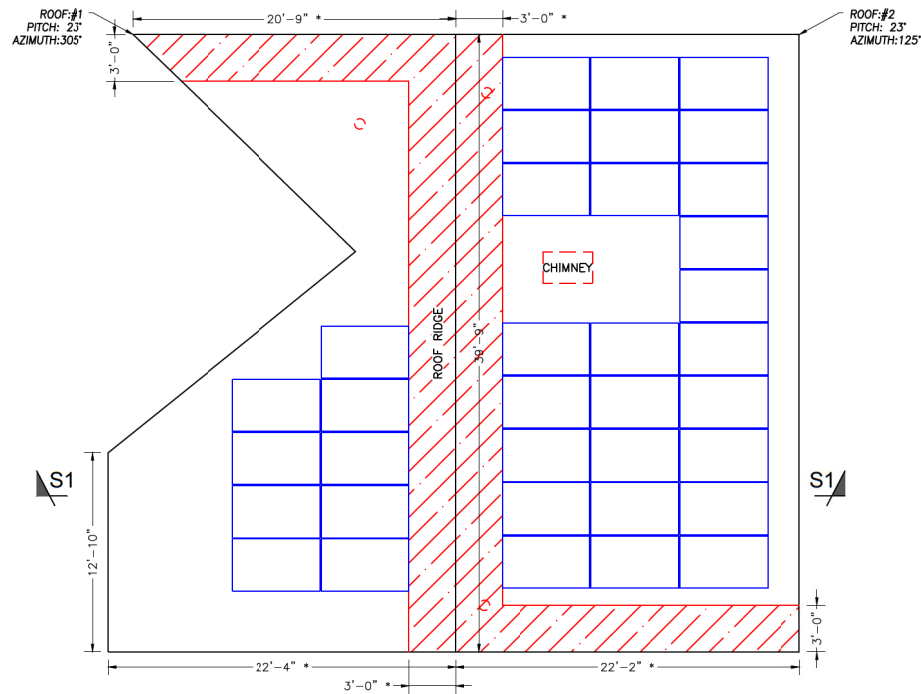 ROOF:#1
PITCH: 23°
AZIMUTH:305°
20'-9" *
3'-0" *
ROOF:#2
PITCH: 23°
AZIMUTH:125°
3'-0"
CHIMNEY
ROOF RIDGE
39'-9"
S1
S1
12'-10"
3'-0"
22'-4" *
22'-2" *
3'-0" *